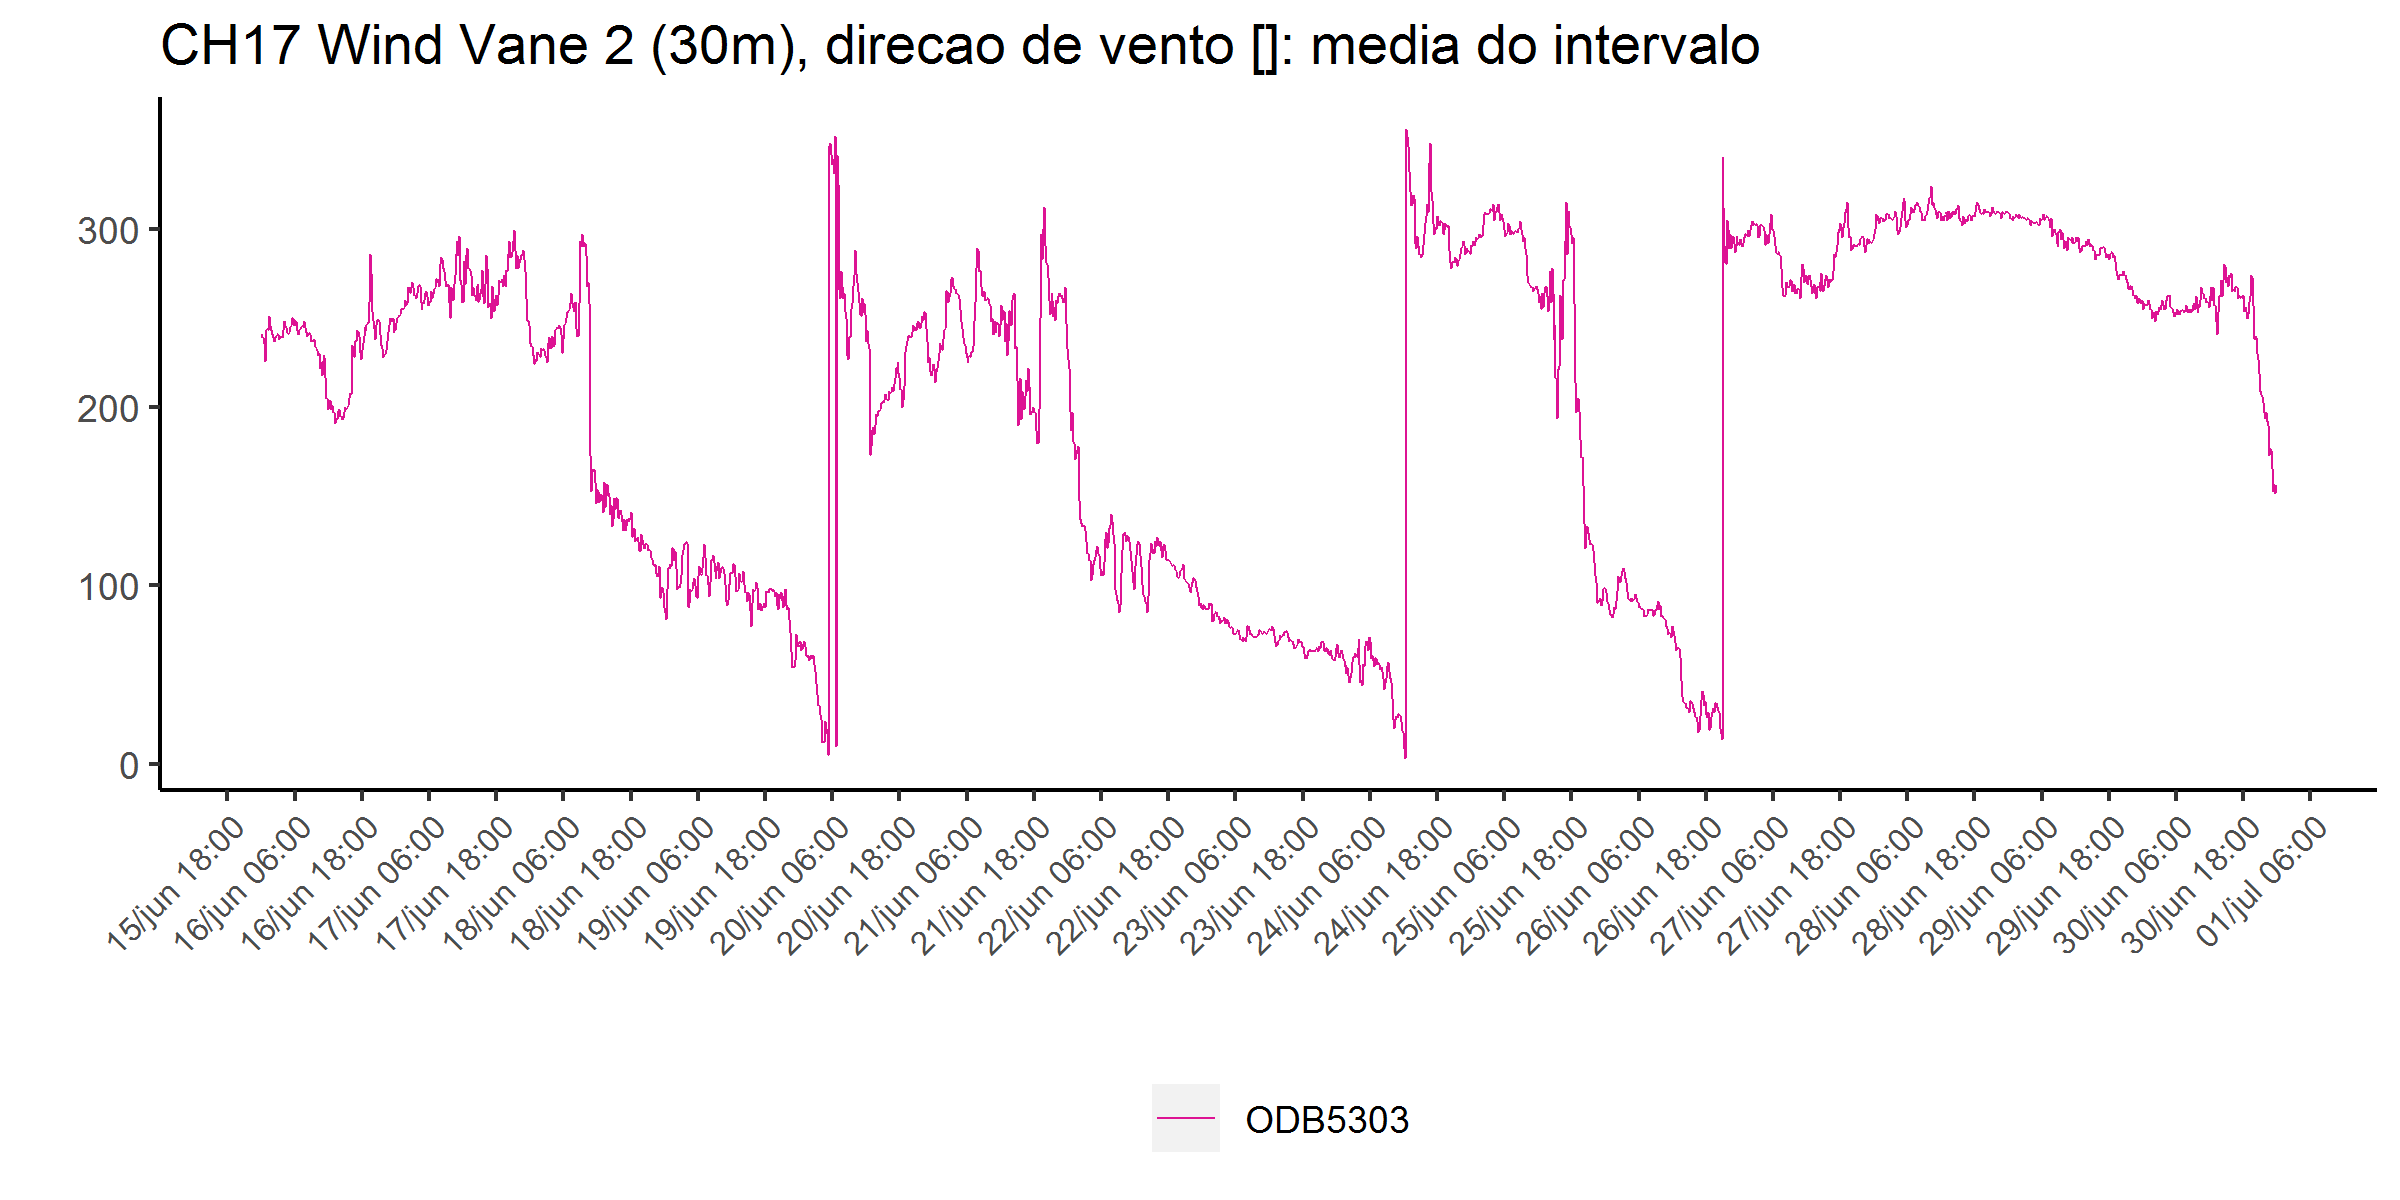 CH17 Wind Vane 2 (30m), direcao de vento []: media do intervalo
300
200
100
0
15/jun 18:00
16/jun 06:00
16/jun 18:00
17/jun 06:00
17/jun 18:00
18/jun 06:00
18/jun 18:00
19/jun 06:00
19/jun 18:00
20/jun 06:00
20/jun 18:00
21/jun 06:00
21/jun 18:00
22/jun 06:00
22/jun 18:00
23/jun 06:00
23/jun 18:00
24/jun 06:00
24/jun 18:00
25/jun 06:00
25/jun 18:00
26/jun 06:00
26/jun 18:00
27/jun 06:00
27/jun 18:00
28/jun 06:00
28/jun 18:00
29/jun 06:00
29/jun 18:00
30/jun 06:00
30/jun 18:00
01/jul 06:00
ODB5303